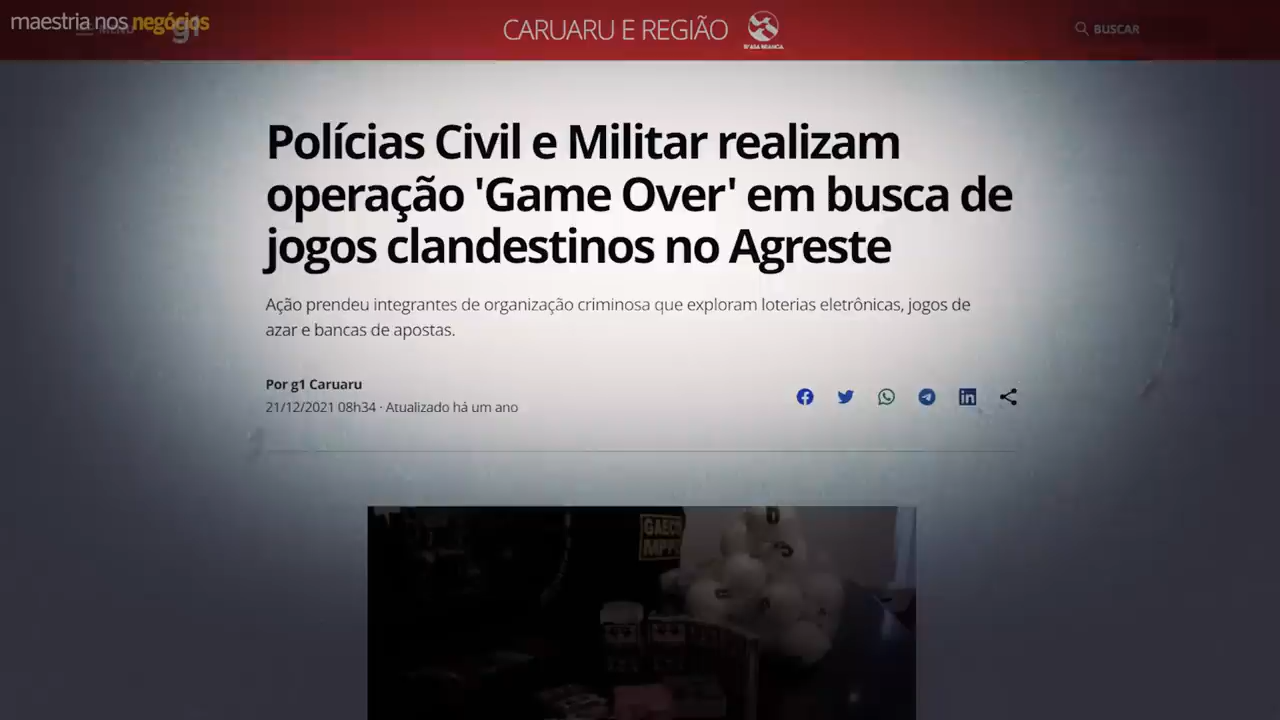 maestria nos negócios
MENU
g1
CARUARU E REGIÃO
BUSCAR
Polícias Civil e Militar realizam
operação 'Game Over' em busca de
jogos clandestinos no Agreste
Ação prendeu integrantes de organização criminosa que exploram loterias eletrônicas, jogos de
azar e bancas de apostas.
Por g1 Caruaru
21/12/2021 08h34 · Atualizado há um ano